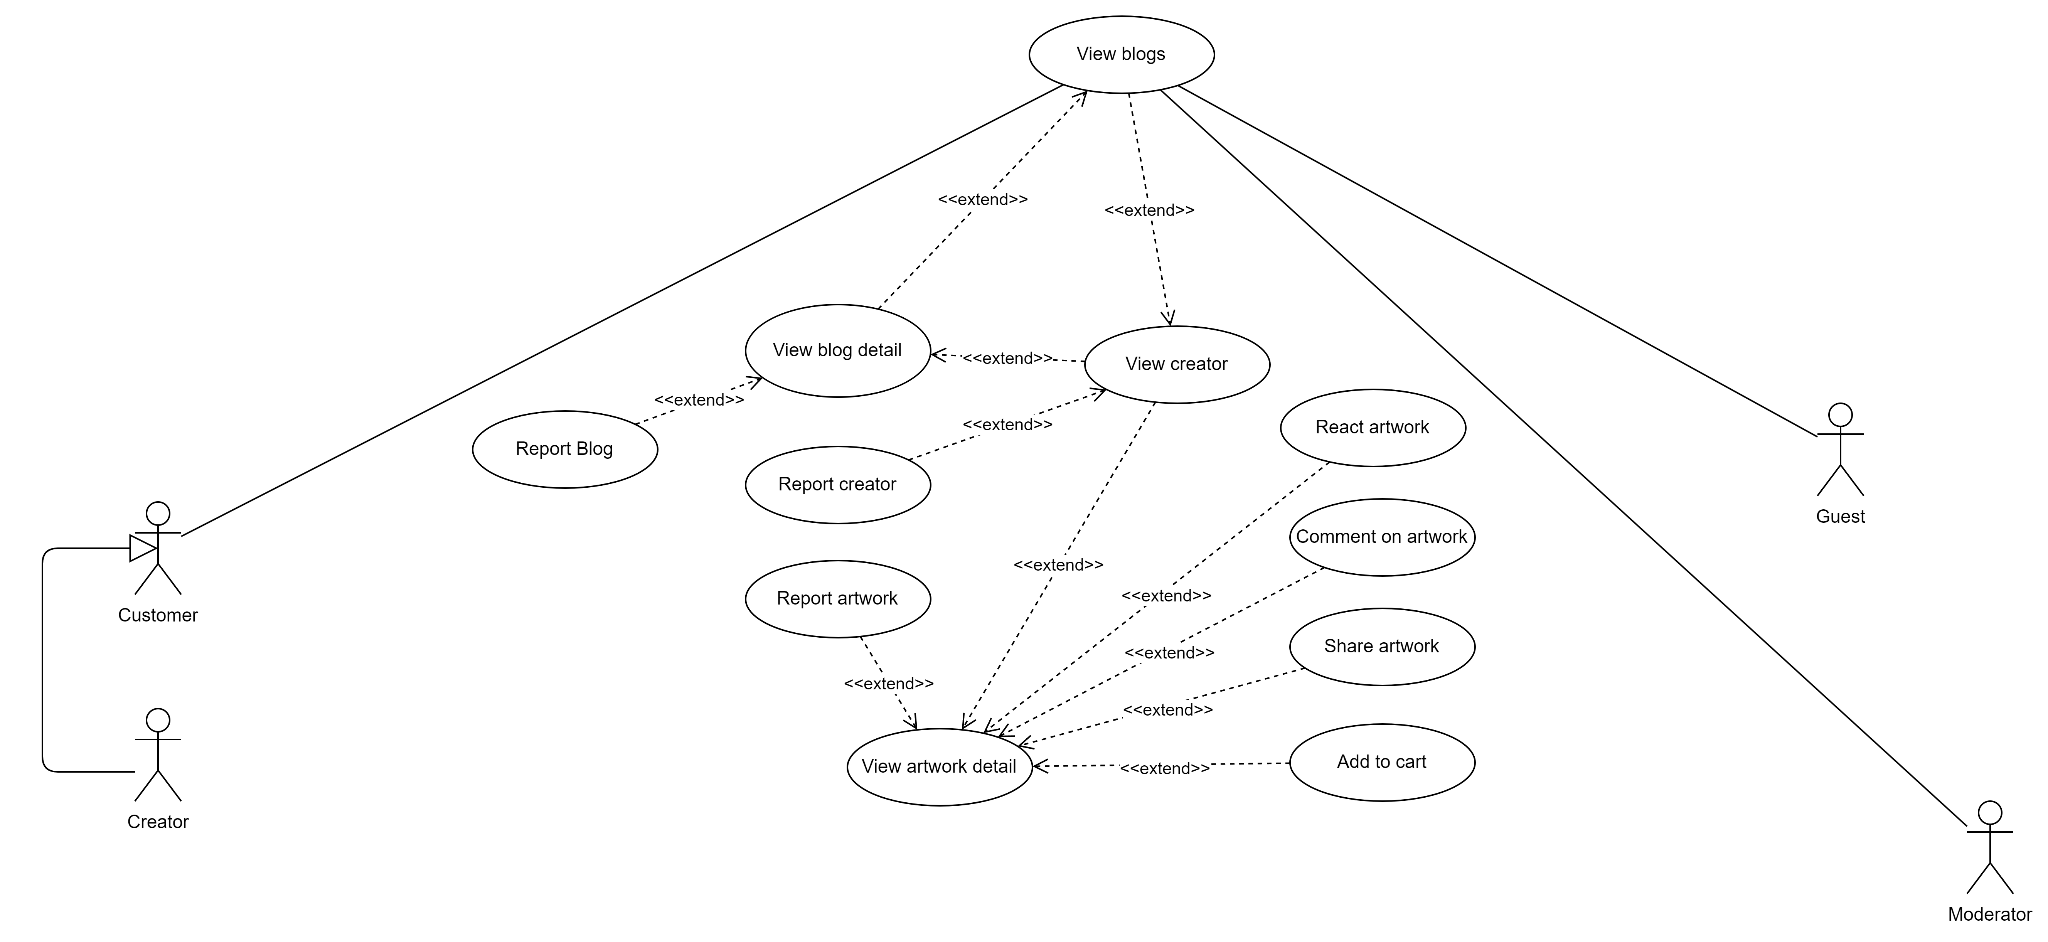 View blogs
<<extend>>
<<extend>>
View blog detail
<<extend>>
View creator
<<extend>>
Report Blog
<<extend>>
React artwork
Report creator
Comment on artwork
Guest
<<extend>>
Report artwork
<<extend>>
Customer
Share artwork
<<extend>>
<<extend>>
<<extend>>
View artwork detail
<<extend>>
Add to cart
Creator
Moderator